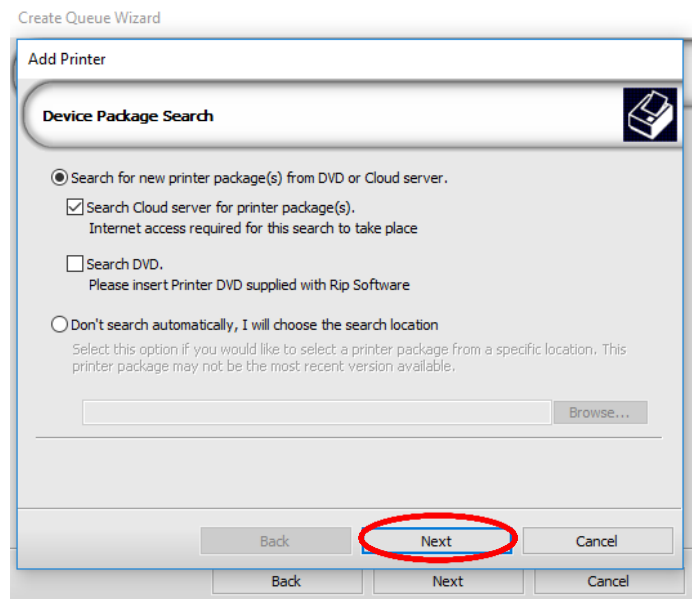 Create Queue Wizard
Add Printer
Device Package Search
Search for new printer package(s) from DVD or Cloud server.
Search Cloud server for printer package(s).
Internet access required for this search to take place
Search DVD.
Please insert Printer DVD supplied with Rip Software
Don't search automatically, I will choose the search location
Select this option if you would like to select a printer package from a specific location. This
printer package may not be the most recent version available.
Browse...
Back Next Cancel
Back Next Cancel